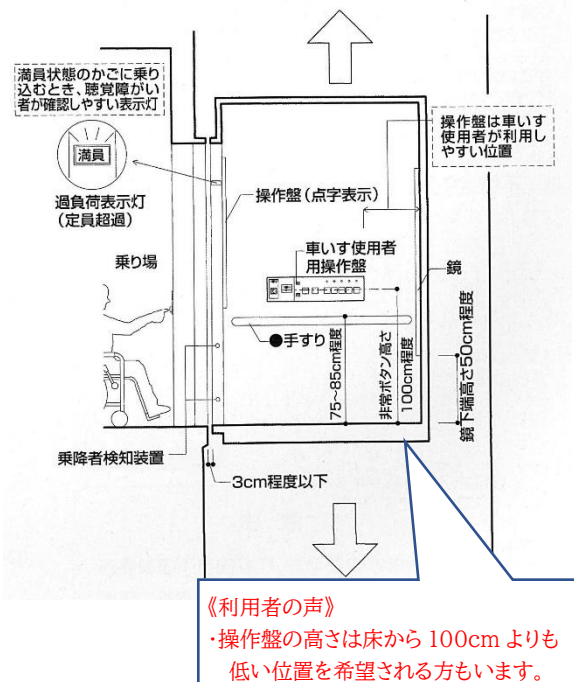 満員状態のかごに乗り
込むとき、聴覚障がい
者が確認しやすい表示灯
満員
過負荷表示灯
(定員超過)
乗り場
操作盤は車いす
使用者が利用し
やすい位置
操作盤(点字表示)
車いす使用者
用操作盤
鏡
●手すり
75〜85cm程度
非常ボタン高さ
100cm程度
鏡下端高さ50cm程度
乗降者検知装置
3cm程度以下
《利用者の声》
・操作盤の高さは床から 100cm よりも
低い位置を希望される方もいます。